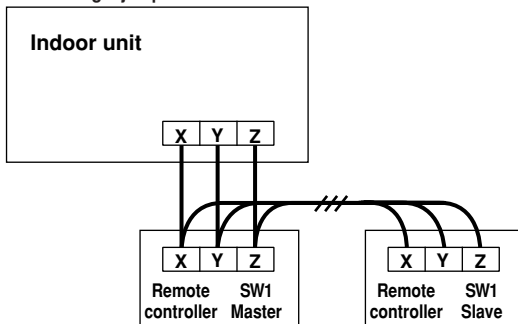 Indoor unit
X Y Z
X Y Z
Remote controller SW1 Master
X Y Z
Remote controller SW1 Slave